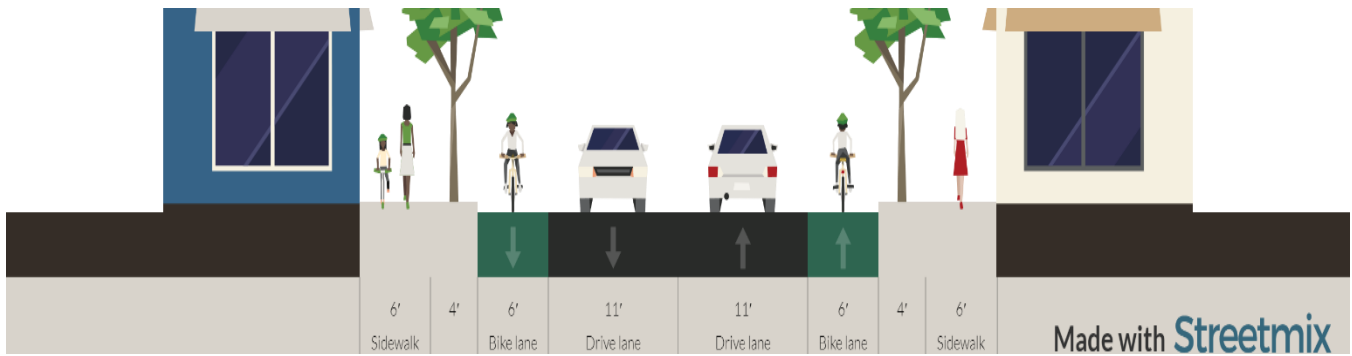 6' 4' 6' 11' 11' 6' 4' 6'
Sidewalk Bike lane Drive lane Drive lane Bike lane Sidewalk
Made with Streetmix